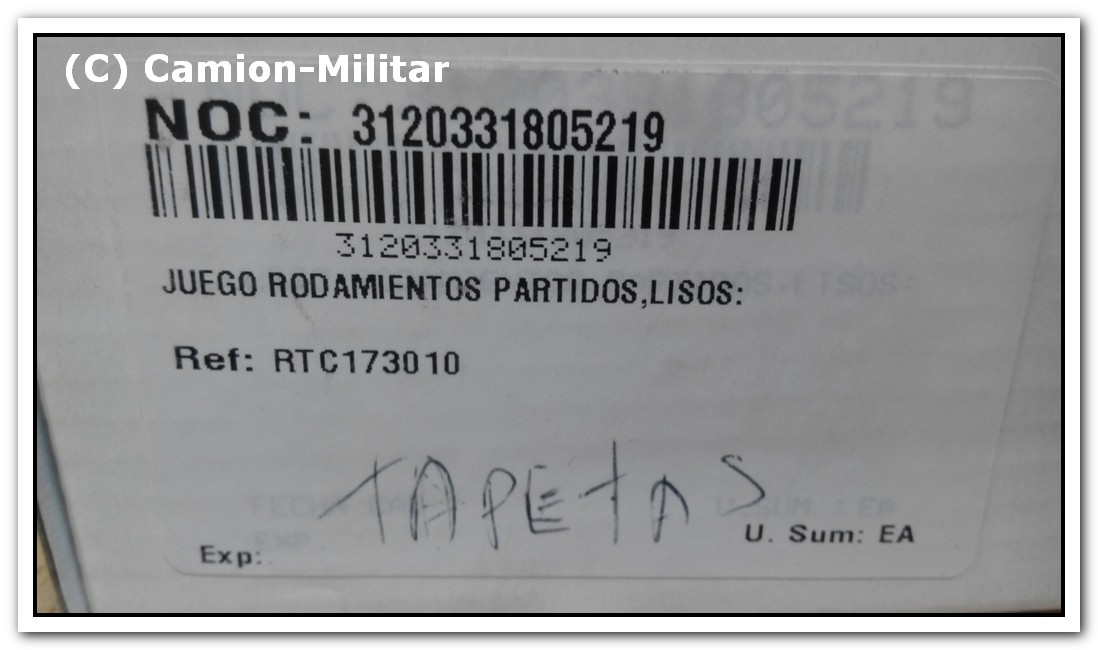 (C) Camion-Militar
NOC: 3120331805219
3120331805219
JUEGO RODAMIENTOS PARTIDOS,LISOS:
Ref: RTC173010
TAPETAS
U. Sum: EA
Exp: